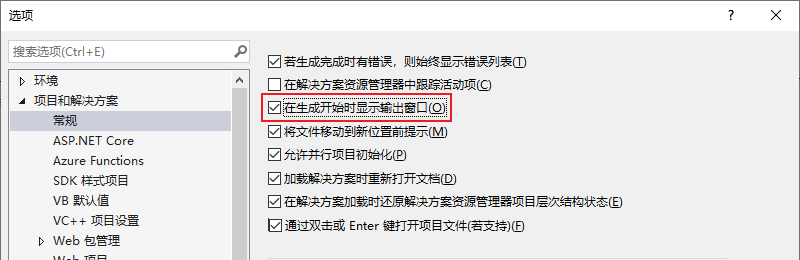 选项
搜索选项(Ctrl+E)
环境
项目和解决方案
常规
ASP.NET Core
Azure Functions
SDK 样式项目
VB 默认值
VC++ 项目设置
Web 包管理
Web 项目
若生成完成时有错误，则始终显示错误列表(T)
在解决方案资源管理器中跟踪活动项(C)
在生成开始时显示输出窗口(O)
将文件移动到新位置前提示(M)
允许并行项目初始化(P)
加载解决方案时重新打开文档(D)
在解决方案加载时还原解决方案资源管理器项目层次结构状态(E)
通过双击或 Enter 键打开项目文件(若支持)(F)